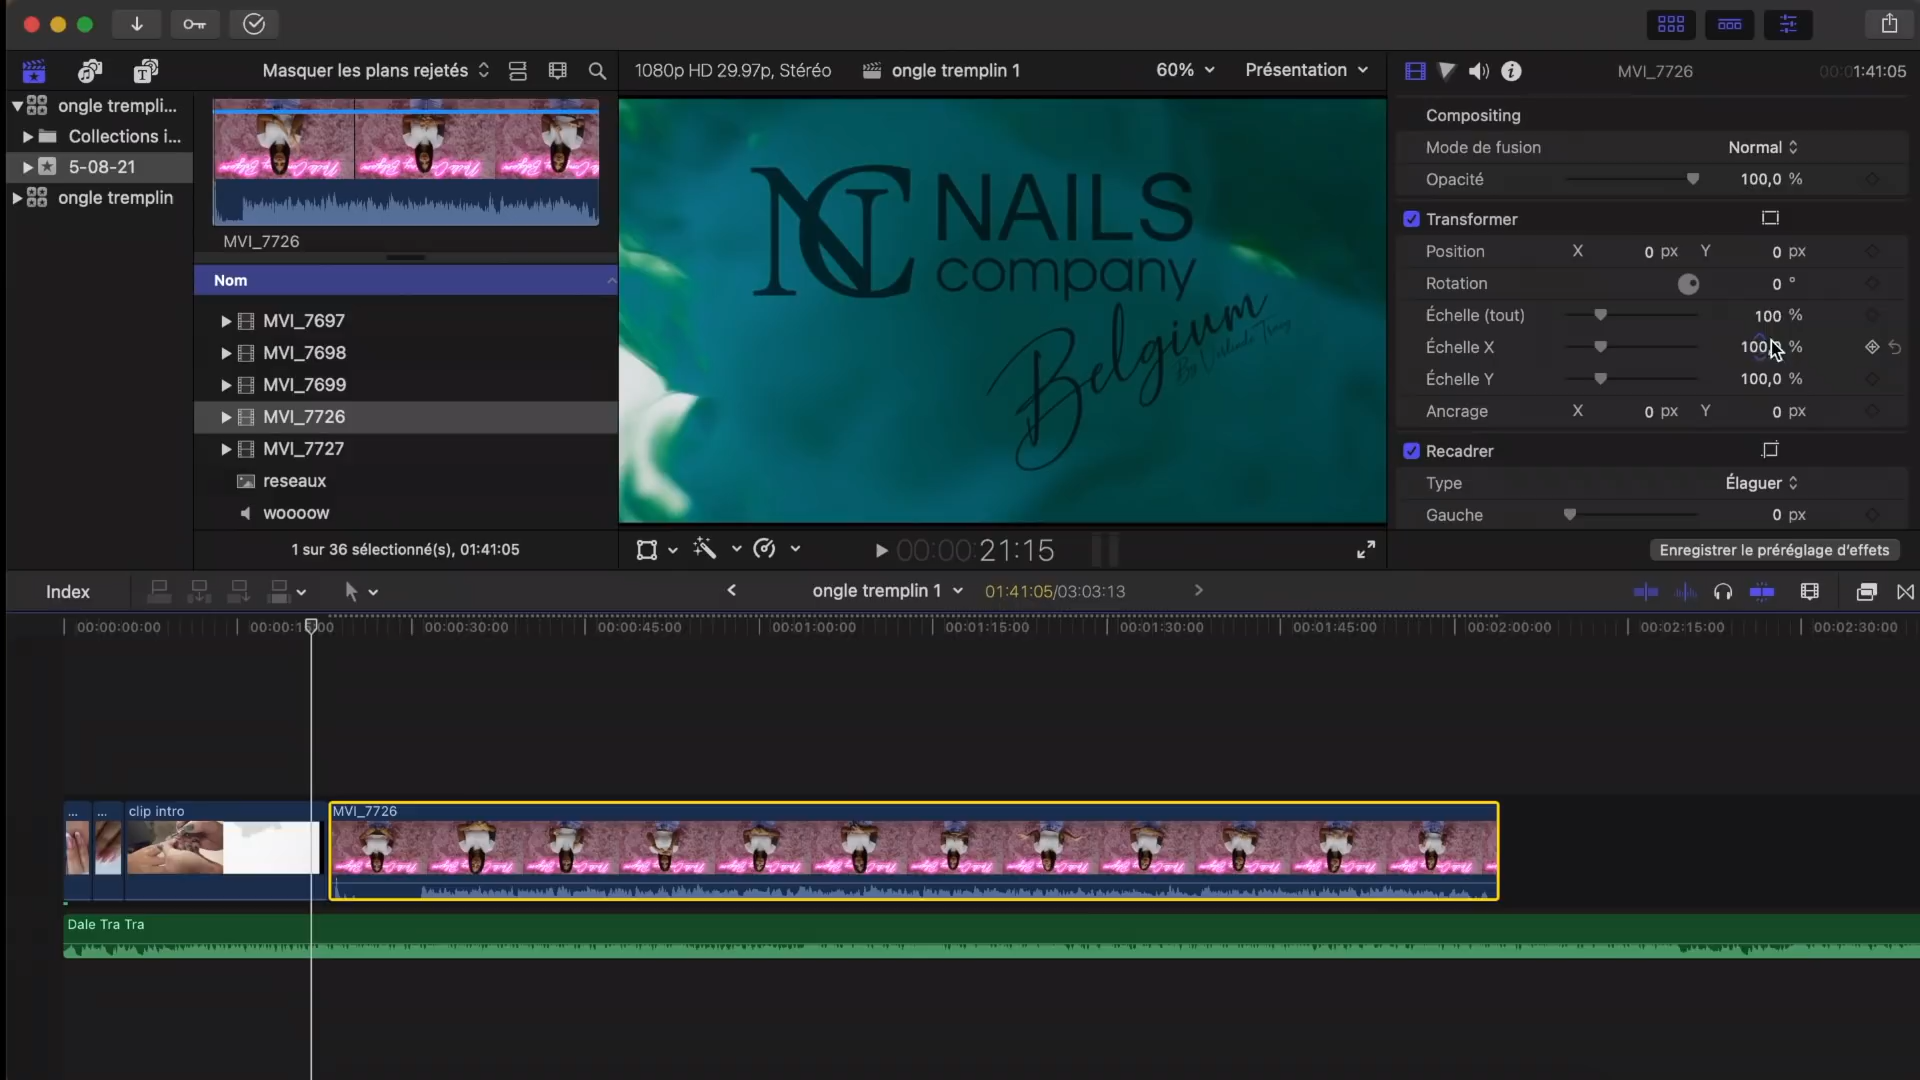 Masquer les plans rejetés
1080p HD 29.97p, Stéréo
ongle tremplin 1
60%
Présentation
MVI_7726
00:01:41:05
ongle trempli...
Collections i...
5-08-21
ongle tremplin
MVI_7726
Nom
MVI_7697
MVI_7698
MVI_7699
MVI_7726
MVI_7727
reseaux
woooow
1 sur 36 sélectionné(s), 01:41:05
NC NAILS
company
Belgium
00:00:21:15
Compositing
Mode de fusion Normal
Opacité 100,0 %
Transformer
Position X 0 px Y 0 px
Rotation 0 °
Échelle (tout) 100 %
Échelle X 100,0 %
Échelle Y 100,0 %
Ancrage X 0 px Y 0 px
Recadrer
Type Élaguer
Gauche 0 px
Enregistrer le préréglage d'effets
Index
ongle tremplin 1
01:41:05/03:03:13
00:00:00:00 00:00:15:00 00:00:30:00 00:00:45:00 00:01:00:00 00:01:15:00 00:01:30:00 00:01:45:00 00:02:00:00 00:02:15:00 00:02:30:00
... ... clip intro MVI_7726
Dale Tra Tra